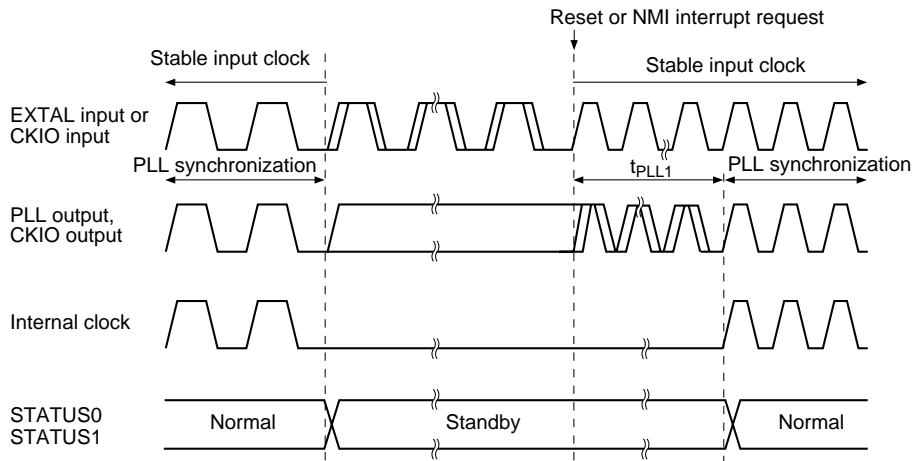 Reset or NMI interrupt request
Stable input clock
Stable input clock
EXTAL input or
CKIO input
PLL synchronization
tPLL1
PLL synchronization
PLL output,
CKIO output
Internal clock
STATUS0
STATUS1
Normal
Standby
Normal